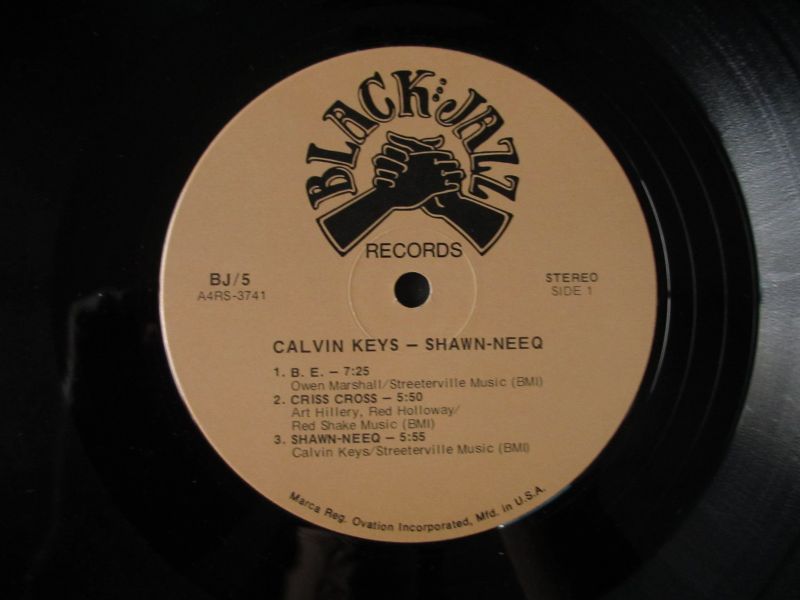 BLACK JAZZ
RECORDS
BJ/5
A4RS-3741
STEREO
SIDE 1
CALVIN KEYS – SHAWN-NEEQ
1. B. E. – 7:25
Owen Marshall/Streeterville Music (BMI)
2. CRISS CROSS – 5:50
Art Hillery, Red Holloway/
Red Shake Music (BMI)
3. SHAWN-NEEQ – 5:55
Calvin Keys/Streeterville Music (BMI)
Marca Reg. Ovation Incorporated, Mfd. in U.S.A.